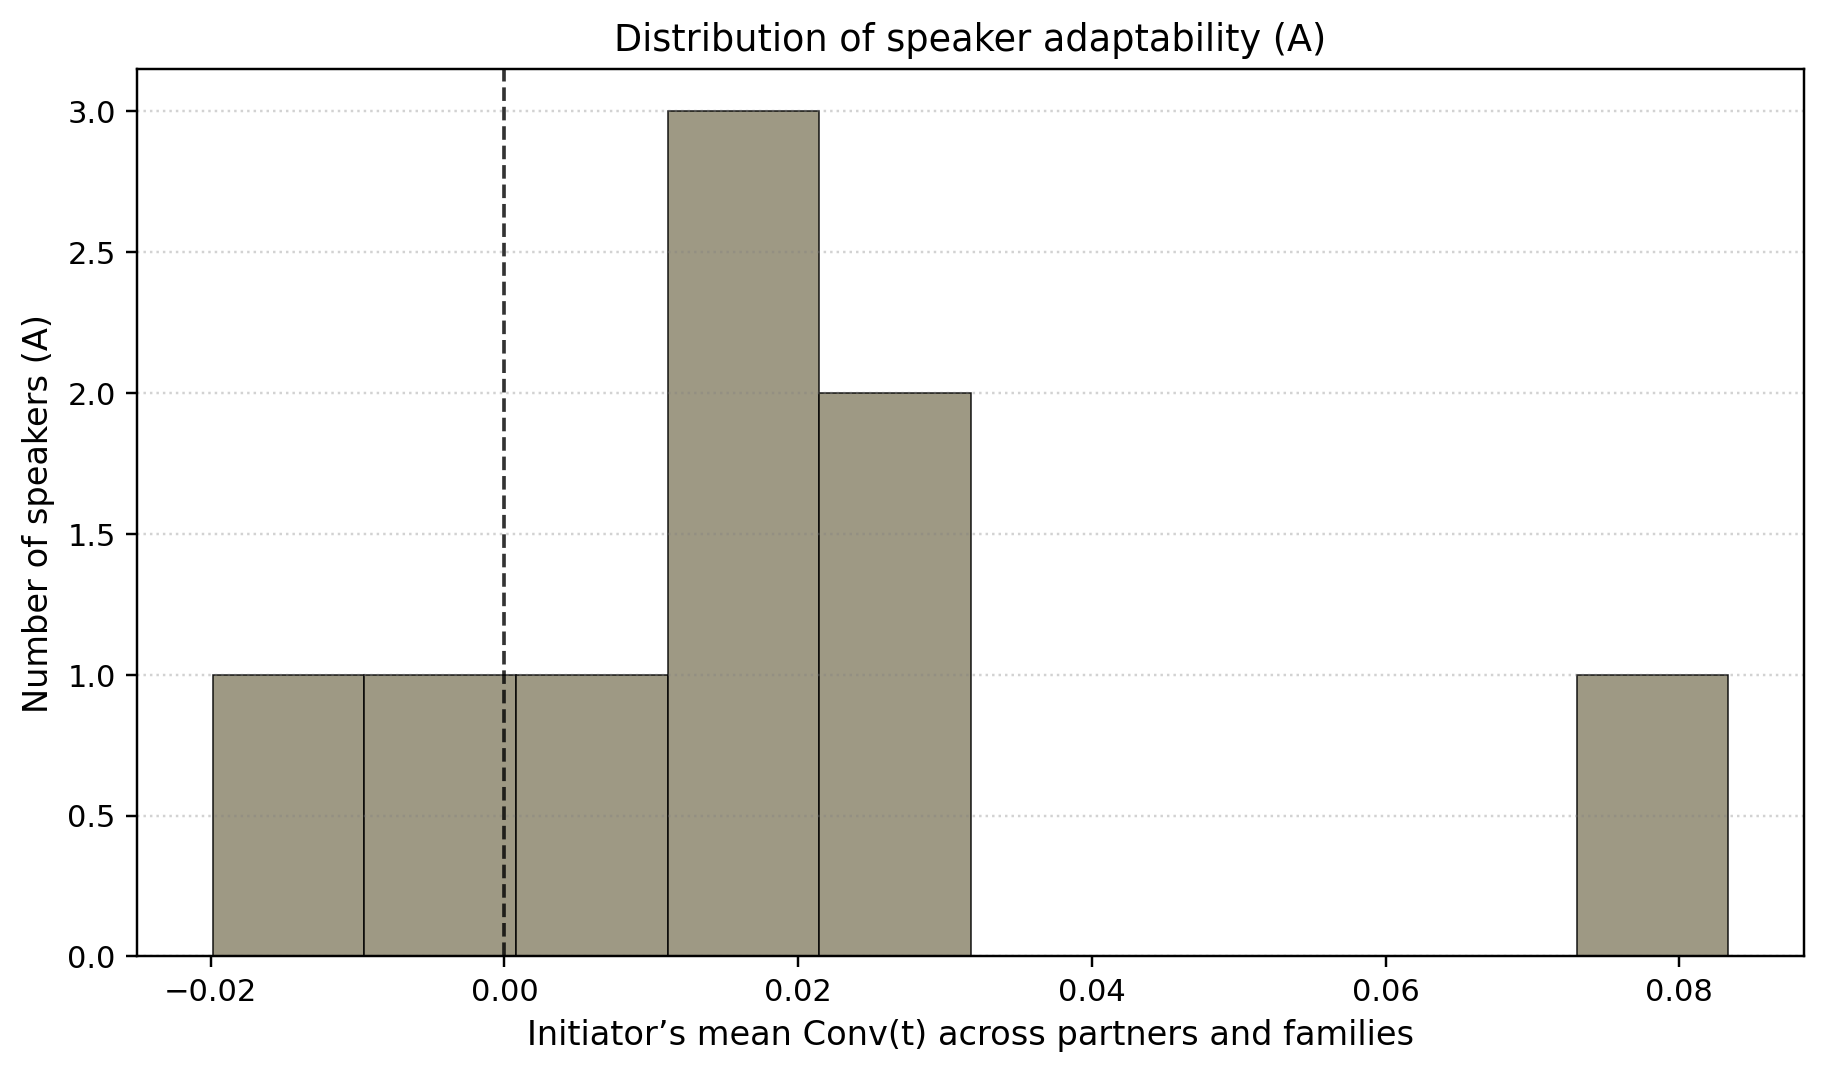 Distribution of speaker adaptability (A)
Number of speakers (A)
3.0
2.5
2.0
1.5
1.0
0.5
0.0
−0.02 0.00 0.02 0.04 0.06 0.08
Initiator’s mean Conv(t) across partners and families